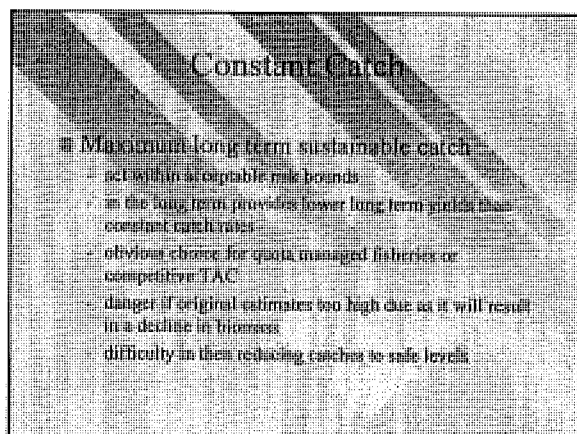 Constant Catch
■ Maximum long term sustainable catch
- set within acceptable risk bounds
- in the long term provides lower long term yields than
constant catch rates
- obvious choice for quota managed fisheries or
competitive TAC
- danger if original estimates too high due as it will result
in a decline in biomass
- difficulty in then reducing catches to safe levels